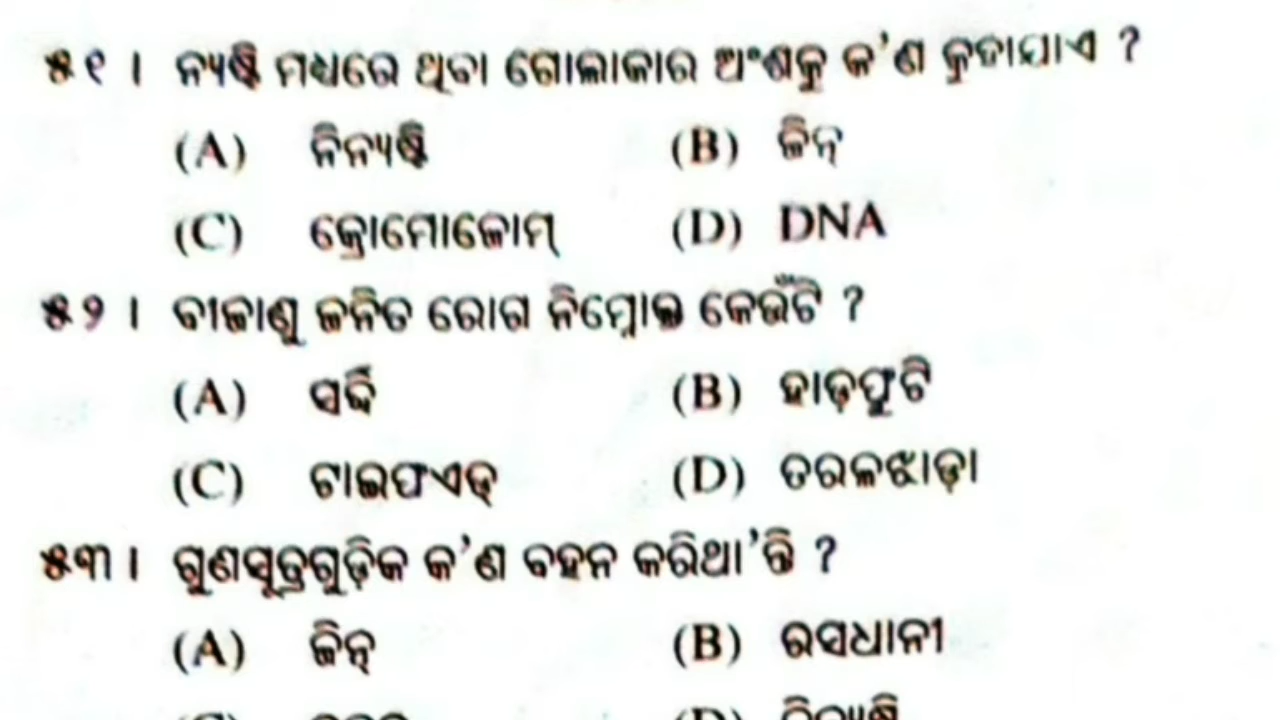 ୫୧ । ନ୍ୟଷ୍ଟି ମଧ୍ୟରେ ଥିବା ଗୋଲାକାର ଅଂଶକୁ କ'ଣ କୁହାଯାଏ ?
(A) ନିନ୍ୟଷ୍ଟି (B) ଜିନ୍
(C) କ୍ରୋମୋଜୋମ୍ (D) DNA
୫୨ । ବୀଜାଣୁ ଜନିତ ରୋଗ ନିମ୍ନୋକ୍ତ କେଉଁଟି ?
(A) ସର୍ଦ୍ଦି (B) ହାଡ଼ଫୁଟି
(C) ଟାଇଫଏଡ୍ (D) ତରଳଝାଡ଼ା
୫୩ । ଗୁଣସୂତ୍ରଗୁଡ଼ିକ କ'ଣ ବହନ କରିଥା'ନ୍ତି ?
(A) ଜିନ୍ (B) ରସଧାନୀ